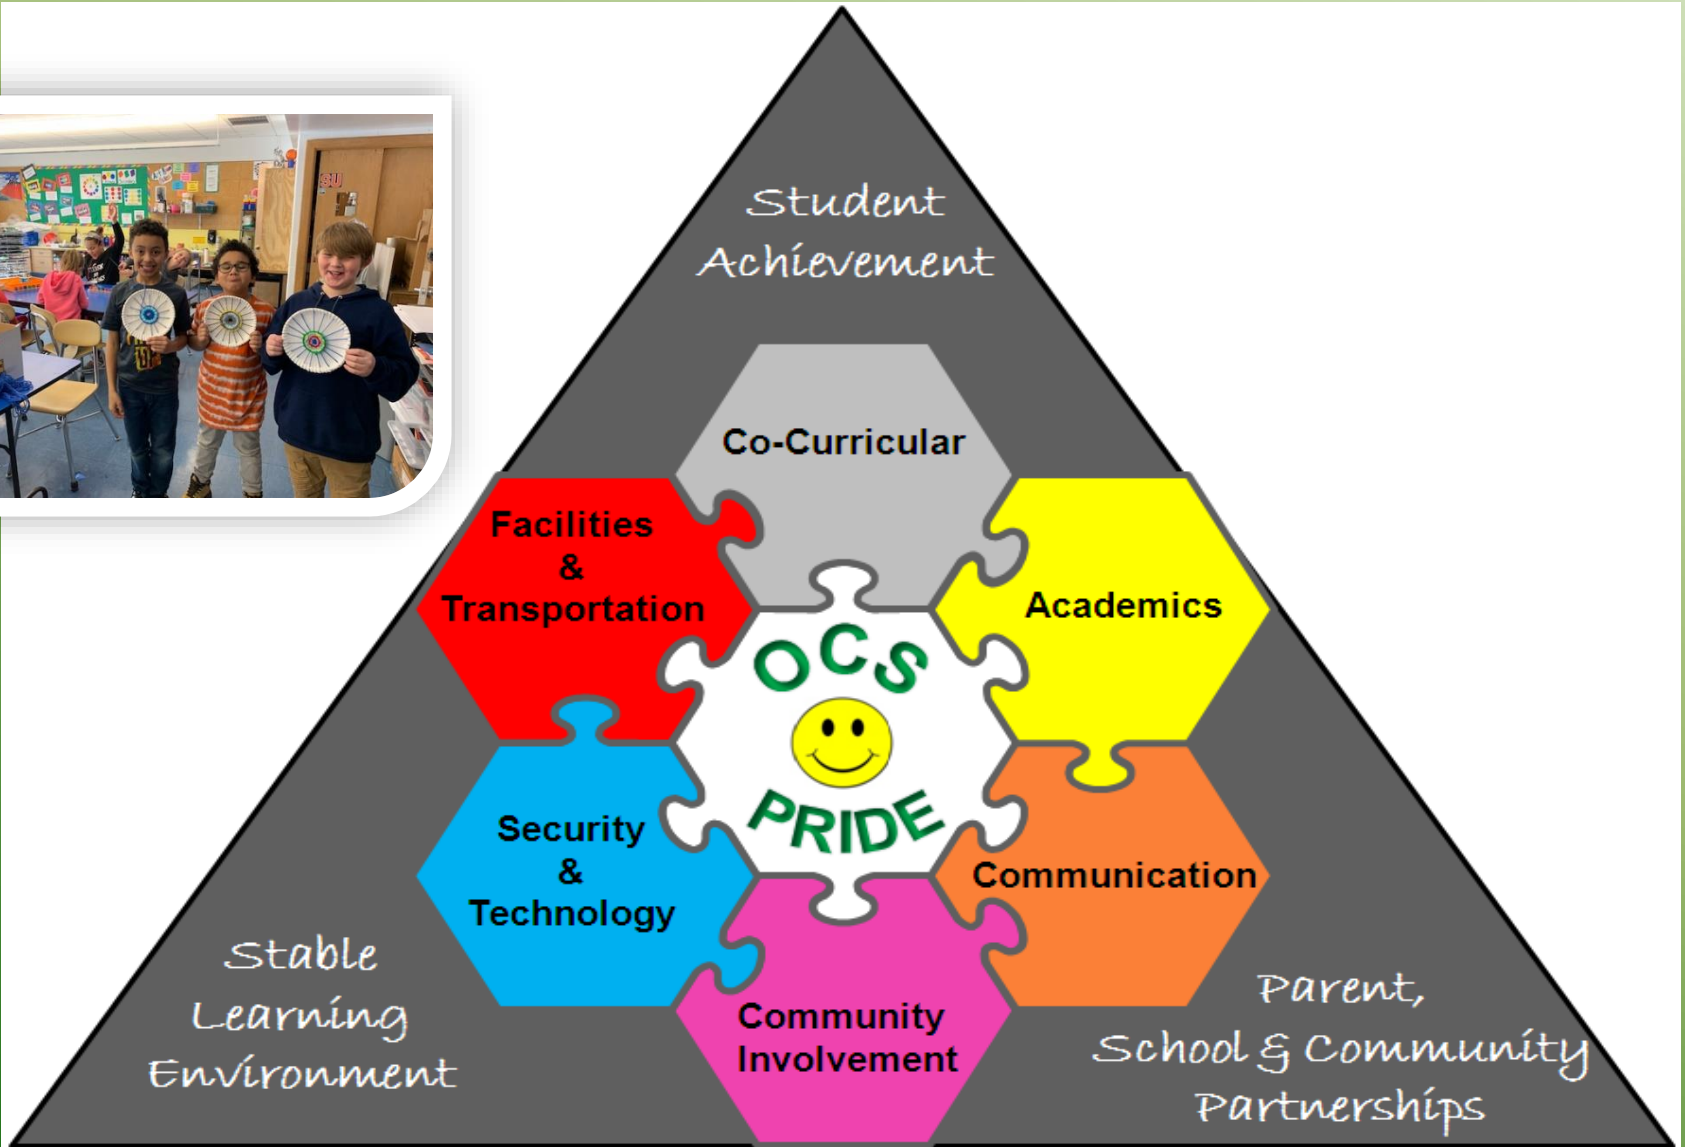 Student
Achievement
Co-Curricular
Facilities
&
Transportation
Academics
OCS
PRIDE
Security
&
Technology
Communication
Community
Involvement
Stable
Learning
Environment
Parent,
School & Community
Partnerships